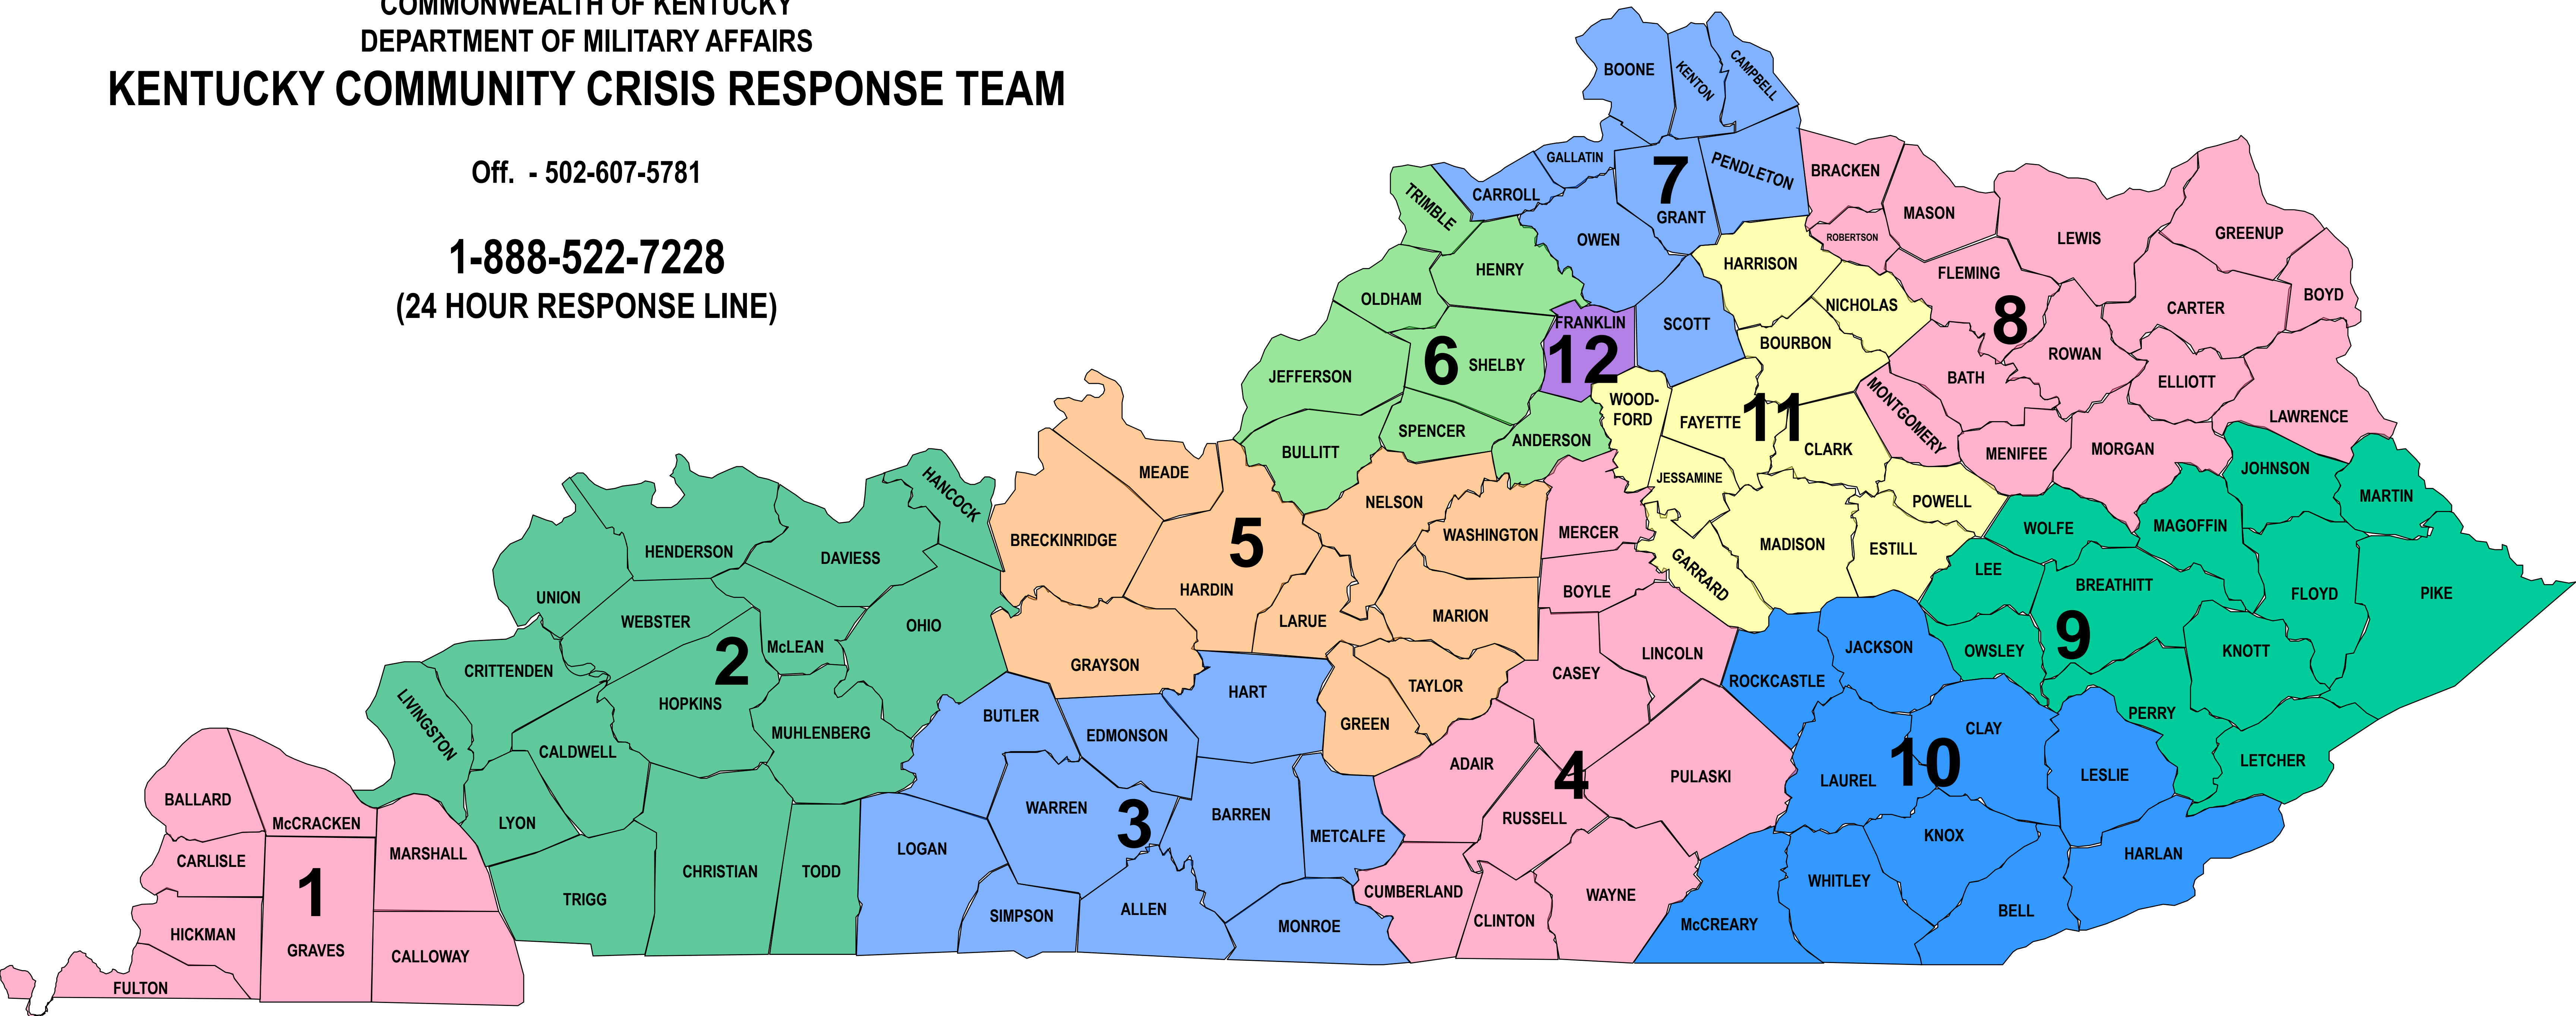 COMMONWEALTH OF KENTUCKY
DEPARTMENT OF MILITARY AFFAIRS
KENTUCKY COMMUNITY CRISIS RESPONSE TEAM
Off. - 502-607-5781
1-888-522-7228
(24 HOUR RESPONSE LINE)
BOONE
KENTON
CAMPBELL
GALLATIN
CARROLL
7
GRANT
PENDLETON
OWEN
SCOTT
BRACKEN
MASON
ROBERTSON
LEWIS
GREENUP
FLEMING
8
CARTER
BOYD
ROWAN
BATH
ELLIOTT
LAWRENCE
MONTGOMERY
MENIFEE
MORGAN
TRIMBLE
HENRY
OLDHAM
6
SHELBY
JEFFERSON
SPENCER
BULLITT
ANDERSON
FRANKLIN
12
HARRISON
NICHOLAS
BOURBON
WOOD-
FORD
FAYETTE
11
CLARK
JESSAMINE
POWELL
MADISON
ESTILL
GARRARD
JOHNSON
MARTIN
WOLFE
MAGOFFIN
LEE
BREATHITT
FLOYD
PIKE
9
OWSLEY
KNOTT
PERRY
LETCHER
MEADE
BRECKINRIDGE
5
HARDIN
NELSON
WASHINGTON
LARUE
MARION
GRAYSON
TAYLOR
GREEN
MERCER
BOYLE
LINCOLN
CASEY
ADAIR
4
PULASKI
RUSSELL
CUMBERLAND
CLINTON
WAYNE
ROCKCASTLE
JACKSON
CLAY
10
LAUREL
LESLIE
KNOX
HARLAN
WHITLEY
BELL
McCREARY
HANCOCK
HENDERSON
DAVIESS
UNION
WEBSTER
2
McLEAN
OHIO
CRITTENDEN
LIVINGSTON
HOPKINS
MUHLENBERG
CALDWELL
LYON
TRIGG
CHRISTIAN
TODD
HART
BUTLER
EDMONSON
WARREN
3
BARREN
METCALFE
LOGAN
SIMPSON
ALLEN
MONROE
BALLARD
McCRACKEN
CARLISLE
MARSHALL
1
HICKMAN
GRAVES
CALLOWAY
FULTON